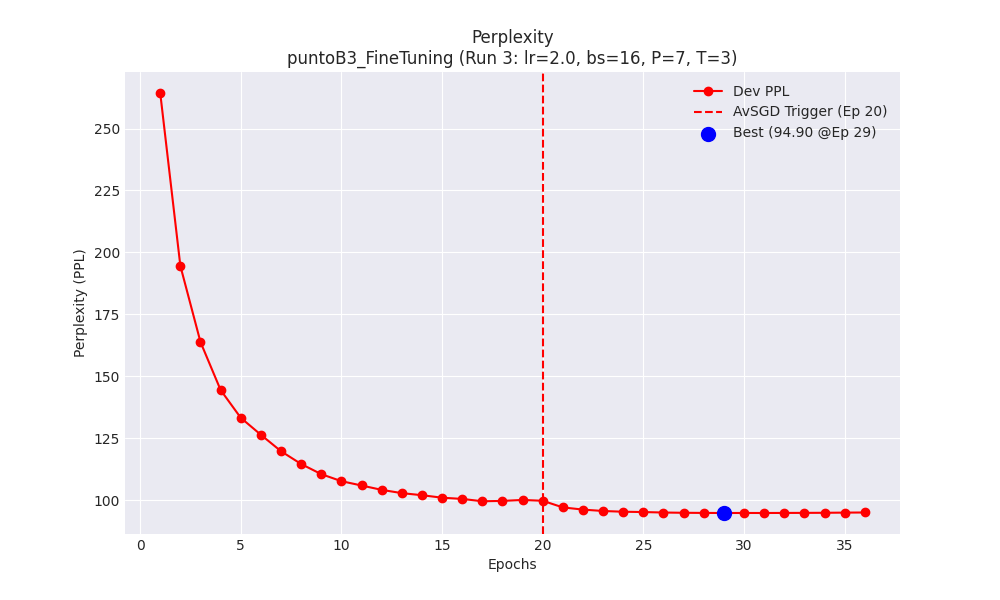 Perplexity
puntoB3_FineTuning (Run 3: lr=2.0, bs=16, P=7, T=3)
Dev PPL
AvSGD Trigger (Ep 20)
Best (94.90 @Ep 29)
Perplexity (PPL)
250
225
200
175
150
125
100
0 5 10 15 20 25 30 35
Epochs